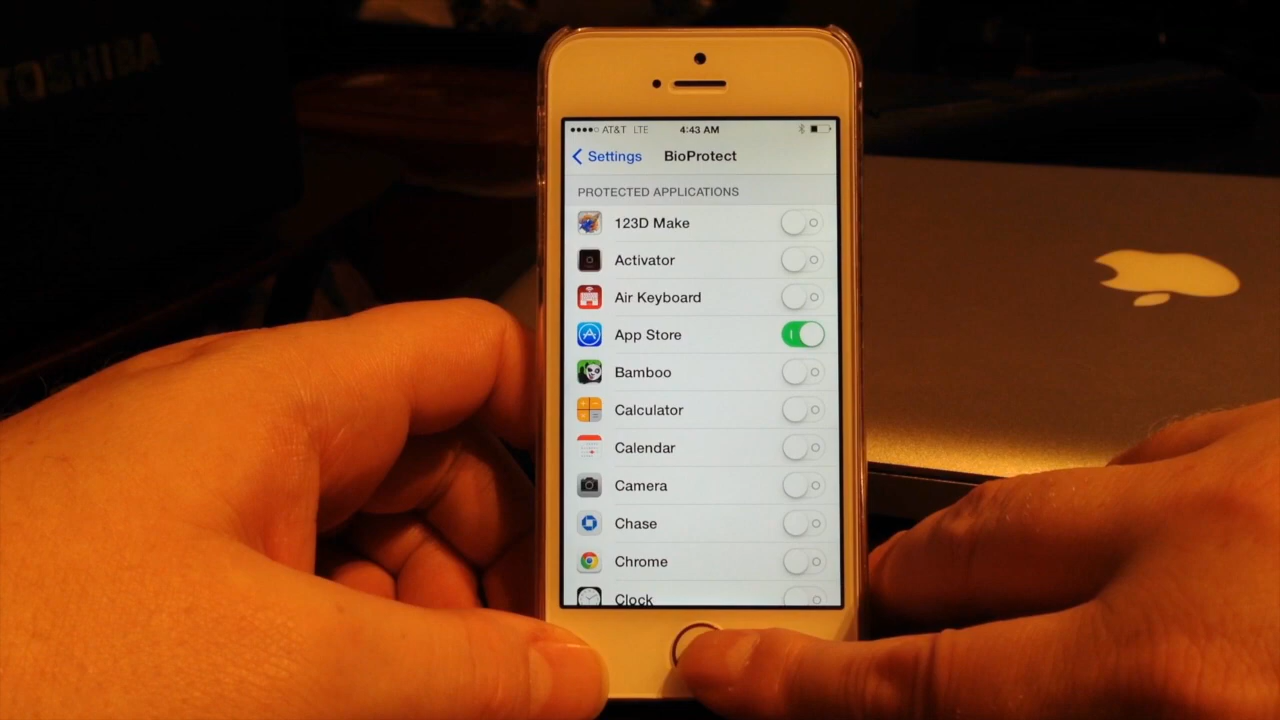 TOSHIBA
AT&T LTE 4:43 AM
Settings BioProtect
PROTECTED APPLICATIONS
123D Make
Activator
Air Keyboard
App Store
Bamboo
Calculator
Calendar
Camera
Chase
Chrome
Clock